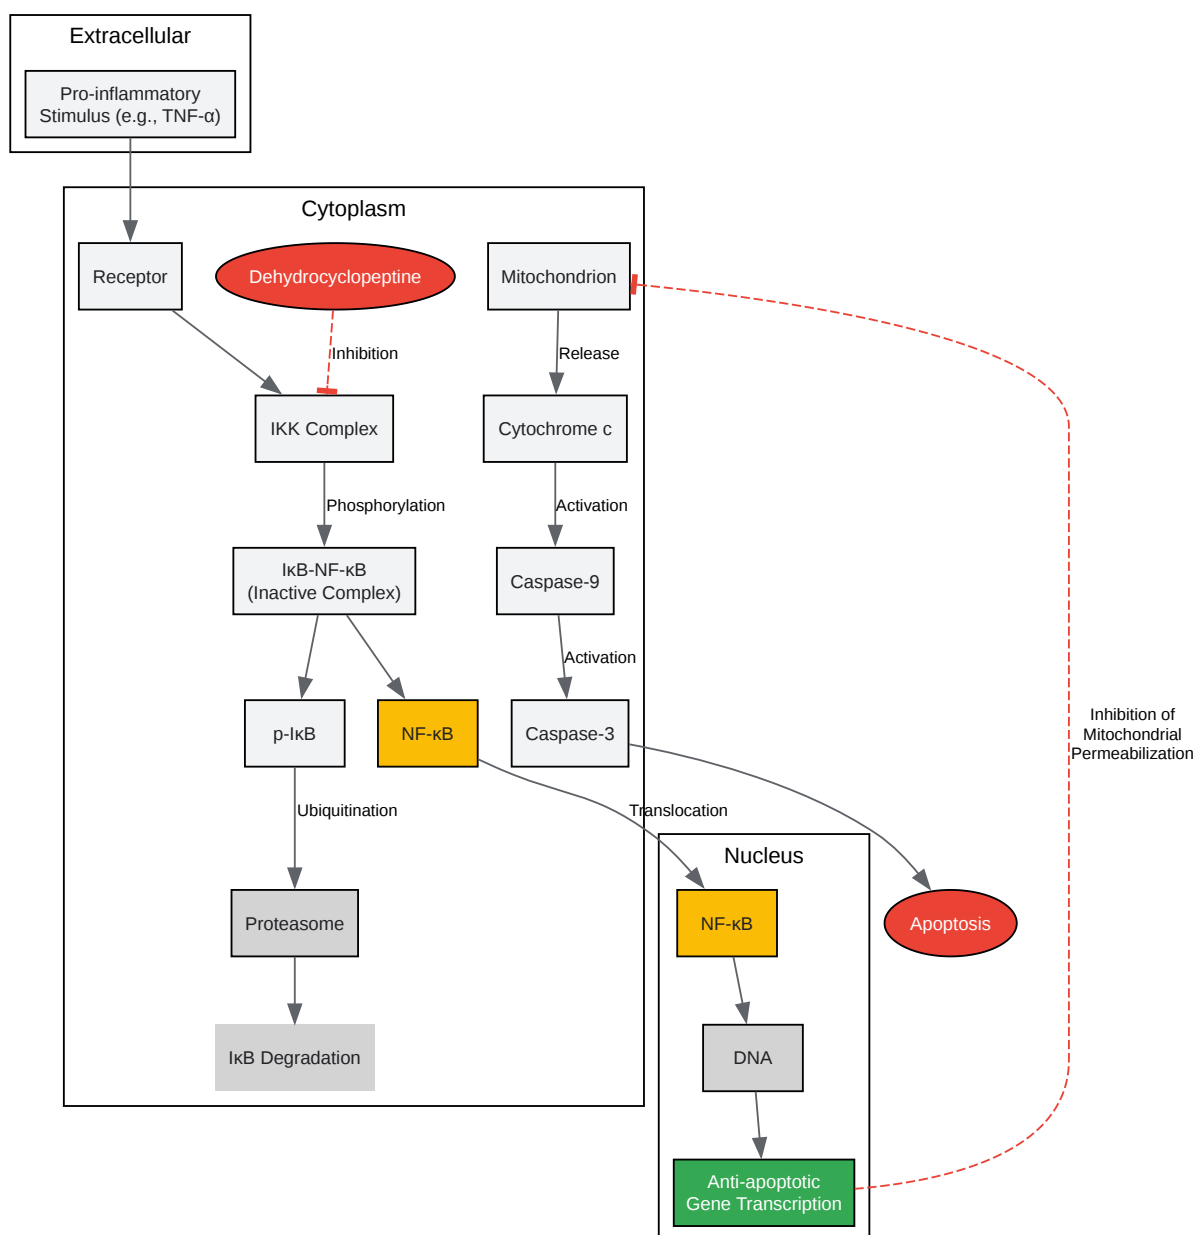 Extracellular
Pro-inflammatory
Stimulus (e.g., TNF-α)
Cytoplasm
Receptor
Dehydrocyclopeptine
Mitochondrion
Inhibition
Release
IKK Complex
Cytochrome c
Phosphorylation
Activation
IκB-NF-κB
(Inactive Complex)
Caspase-9
Activation
p-IκB
NF-κB
Caspase-3
Inhibition of
Mitochondrial
Permeabilization
Ubiquitination
Translocation
Nucleus
Proteasome
NF-κB
Apoptosis
IκB Degradation
DNA
Anti-apoptotic
Gene Transcription